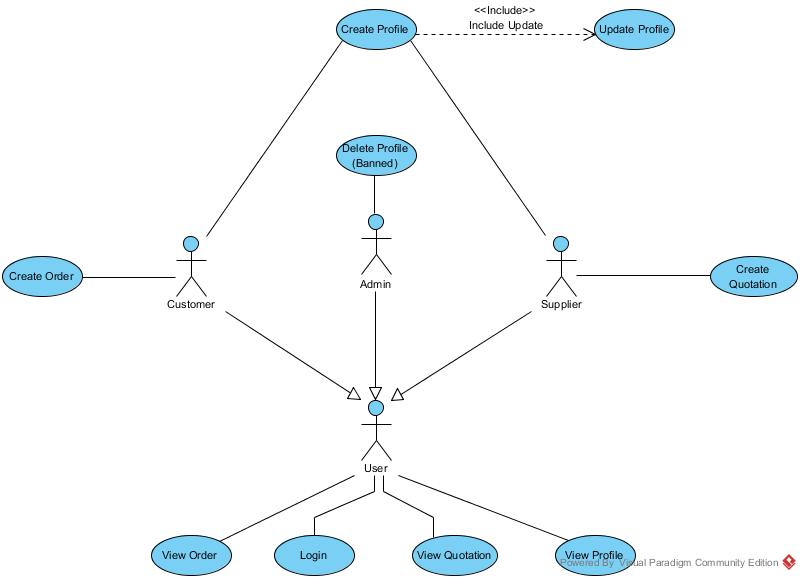 <<Include>>
Include Update
Create Profile
Update Profile
Delete Profile
(Banned)
Create Order
Customer
Admin
Supplier
Create
Quotation
User
View Order
Login
View Quotation
View Profile
Powered By Visual Paradigm Community Edition